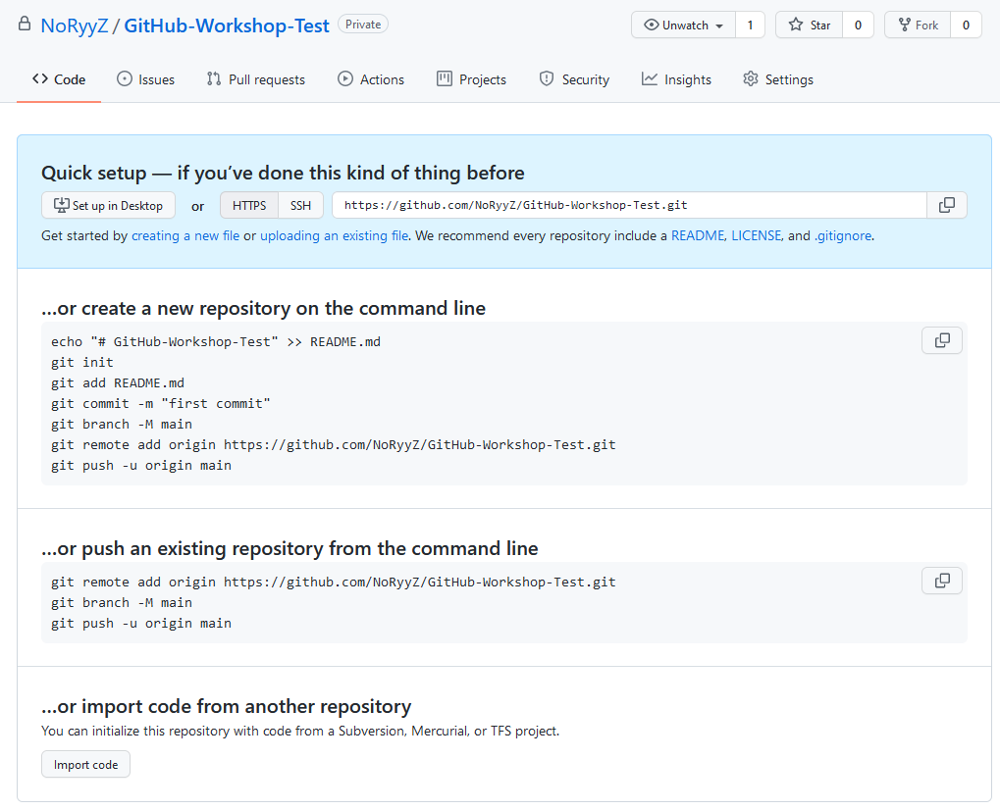 NoRyyZ / GitHub-Workshop-Test Private Unwatch 1 Star 0 Fork 0
Code Issues Pull requests Actions Projects Security Insights Settings
Quick setup — if you've done this kind of thing before
Set up in Desktop or HTTPS SSH https://github.com/NoRyyZ/GitHub-Workshop-Test.git
Get started by creating a new file or uploading an existing file. We recommend every repository include a README, LICENSE, and .gitignore.
…or create a new repository on the command line
echo "# GitHub-Workshop-Test" >> README.md
git init
git add README.md
git commit -m "first commit"
git branch -M main
git remote add origin https://github.com/NoRyyZ/GitHub-Workshop-Test.git
git push -u origin main
…or push an existing repository from the command line
git remote add origin https://github.com/NoRyyZ/GitHub-Workshop-Test.git
git branch -M main
git push -u origin main
…or import code from another repository
You can initialize this repository with code from a Subversion, Mercurial, or TFS project.
Import code